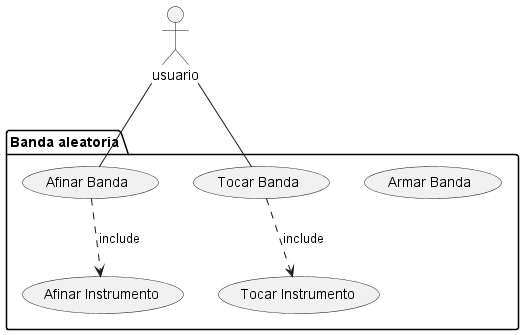 usuario
Banda aleatoria
Afinar Banda
Tocar Banda
Armar Banda
include
include
Afinar Instrumento
Tocar Instrumento